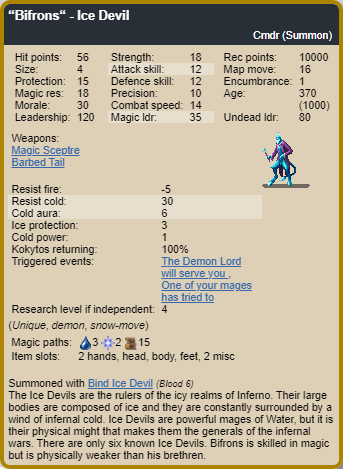 “Bifrons“ - Ice Devil
Cmdr (Summon)
Hit points: 56 Strength: 18 Rec points: 10000
Size: 4 Attack skill: 12 Map move: 16
Protection: 15 Defence skill: 12 Encumbrance: 1
Magic res: 18 Precision: 10 Age: 370
Morale: 30 Combat speed: 14 (1000)
Leadership: 120 Magic ldr: 35 Undead ldr: 80
Weapons:
Magic Sceptre
Barbed Tail
Resist fire: -5
Resist cold: 30
Cold aura: 6
Ice protection: 3
Cold power: 1
Kokytos returning: 100%
Triggered events: The Demon Lord
will serve you ,
One of your mages
has tried to
Research level if independent: 4
(Unique, demon, snow-move)
Magic paths: 3 2 15
Item slots: 2 hands, head, body, feet, 2 misc
Summoned with Bind Ice Devil (Blood 6)
The Ice Devils are the rulers of the icy realms of Inferno. Their large
bodies are composed of ice and they are constantly surrounded by a
wind of infernal cold. Ice Devils are powerful mages of Water, but it is
their physical might that makes them the generals of the infernal
wars. There are only six known Ice Devils. Bifrons is skilled in magic
but is physically weaker than his brethren.